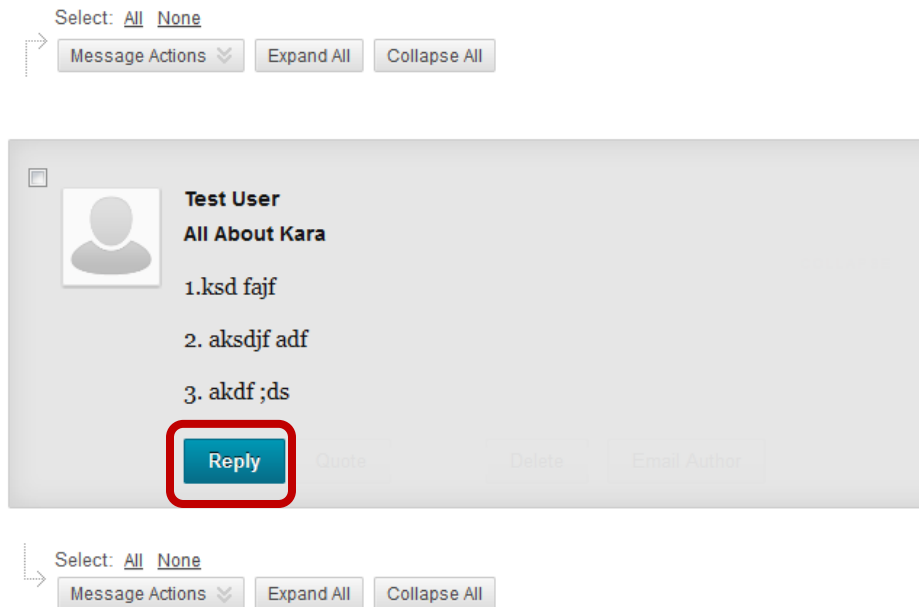 Select: All None
Message Actions Expand All Collapse All
Test User
All About Kara
1.ksd fajf
2. aksdjf adf
3. akdf ;ds
Reply Quote Delete Email Author
Select: All None
Message Actions Expand All Collapse All